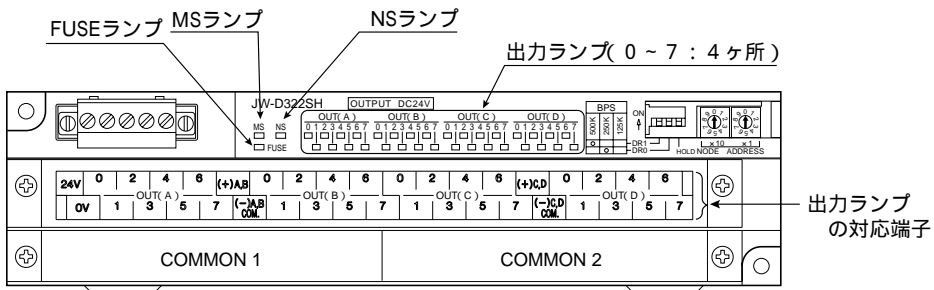 FUSEランプ MSランプ NSランプ
出力ランプ(0~7:4ヶ所)
JW-D322SH OUTPUT DC24V
MS NS
FUSE
OUT(A) OUT(B) OUT(C) OUT(D)
0 1 2 3 4 5 6 7 0 1 2 3 4 5 6 7 0 1 2 3 4 5 6 7 0 1 2 3 4 5 6 7
BPS
500K 250K 125K
ON
DR1
DR0
HOLD NODE ADDRESS
×10 ×1
24V 0 2 4 6 (+)A,B 0 2 4 6 0 2 4 6 (+)C,D 0 2 4 6
OUT(A) OUT(B) OUT(C) OUT(D)
0V 1 3 5 7 (-)A,B COM. 1 3 5 7 1 3 5 7 (-)C,D COM. 1 3 5 7
出力ランプ
の対応端子
COMMON 1 COMMON 2